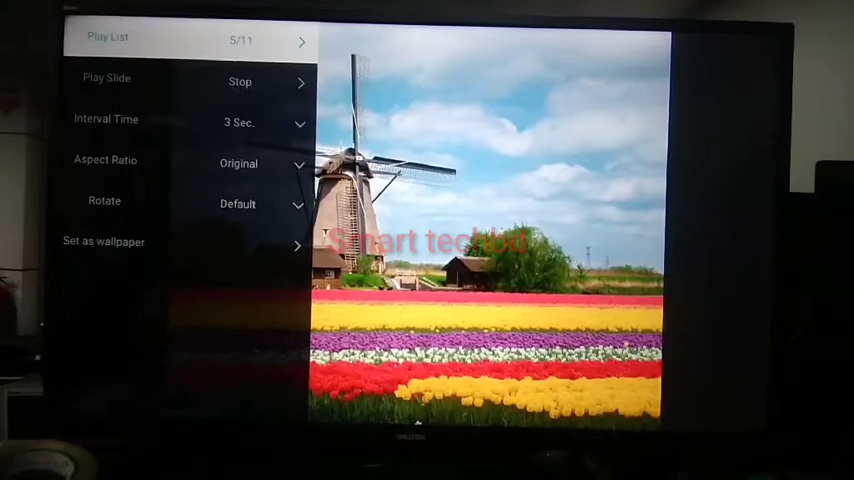 Play List 5/11
Play Slide Stop
Interval Time 3 Sec.
Aspect Ratio Original
Rotate Default
Set as wallpaper
Smart techbd
WALTON